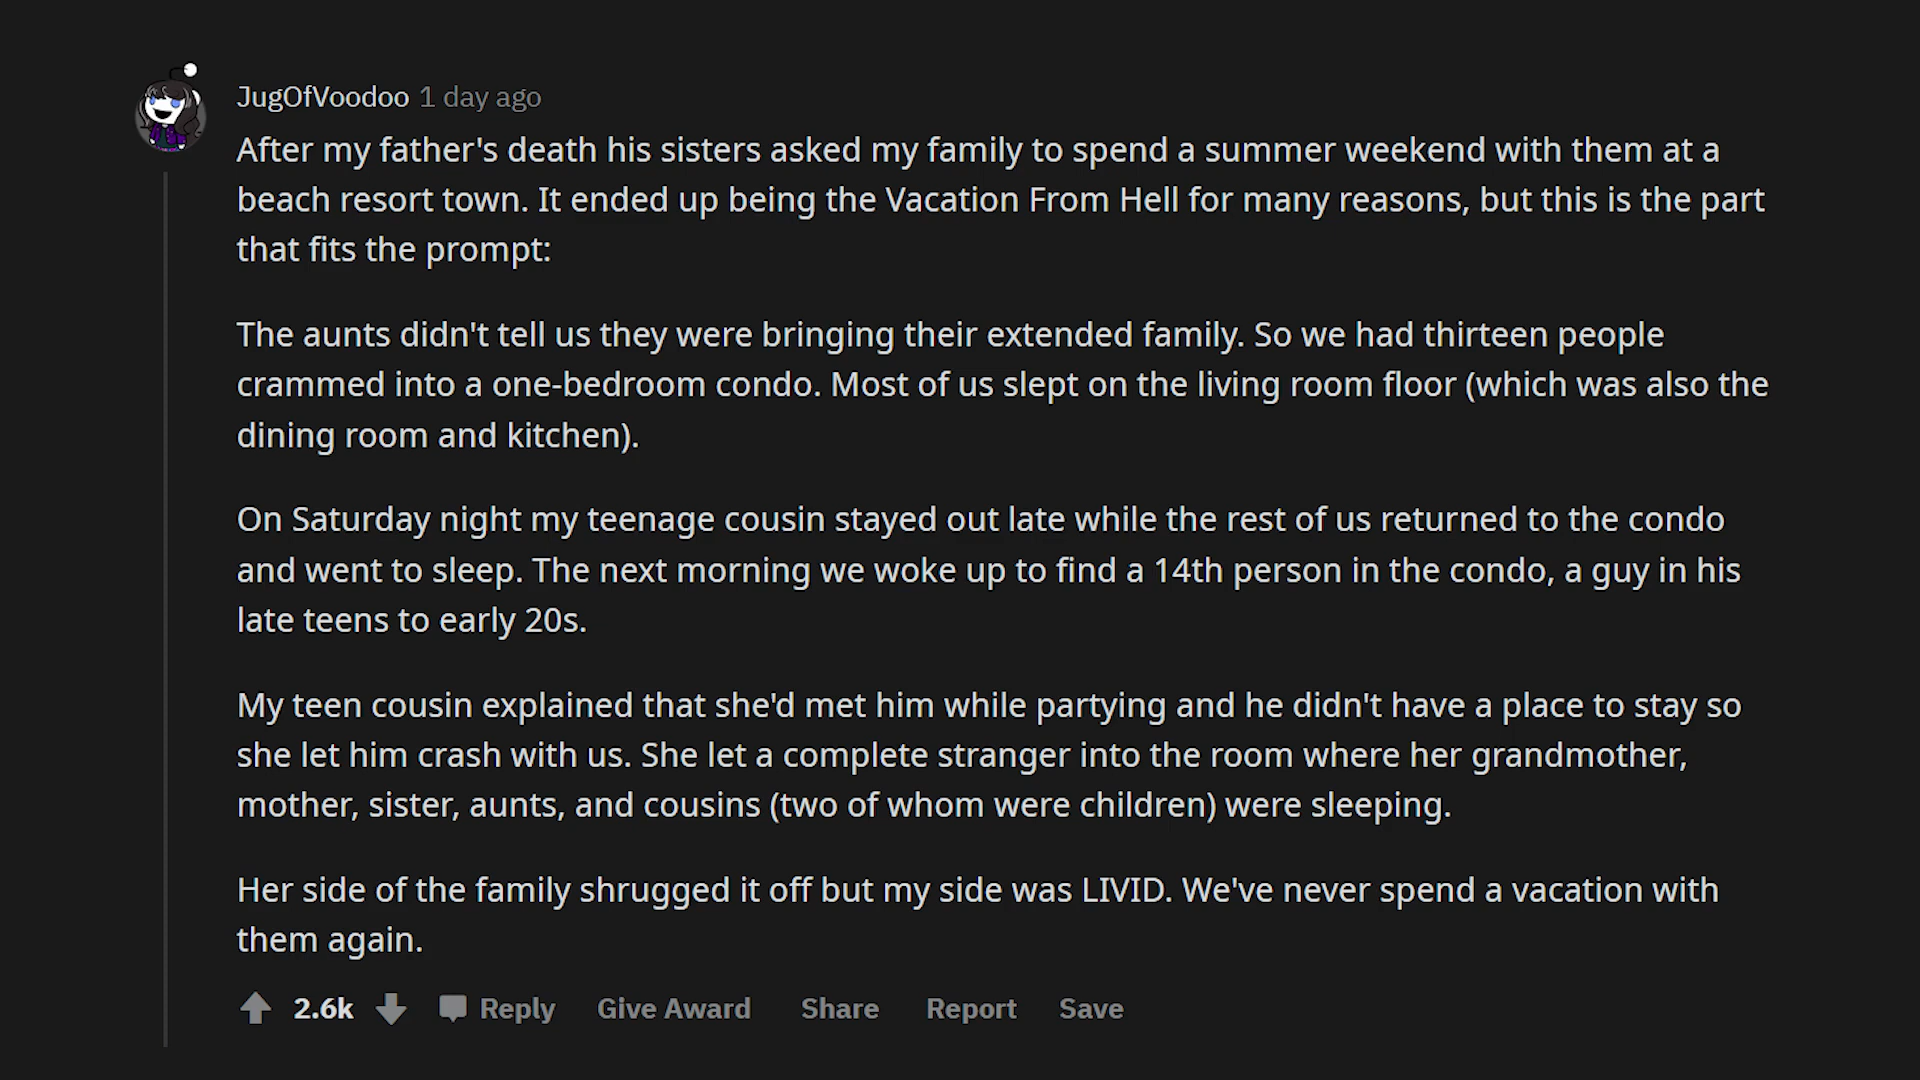 JugOfVoodoo 1 day ago
After my father's death his sisters asked my family to spend a summer weekend with them at a
beach resort town. It ended up being the Vacation From Hell for many reasons, but this is the part
that fits the prompt:
The aunts didn't tell us they were bringing their extended family. So we had thirteen people
crammed into a one-bedroom condo. Most of us slept on the living room floor (which was also the
dining room and kitchen).
On Saturday night my teenage cousin stayed out late while the rest of us returned to the condo
and went to sleep. The next morning we woke up to find a 14th person in the condo, a guy in his
late teens to early 20s.
My teen cousin explained that she'd met him while partying and he didn't have a place to stay so
she let him crash with us. She let a complete stranger into the room where her grandmother,
mother, sister, aunts, and cousins (two of whom were children) were sleeping.
Her side of the family shrugged it off but my side was LIVID. We've never spend a vacation with
them again.
2.6k Reply Give Award Share Report Save